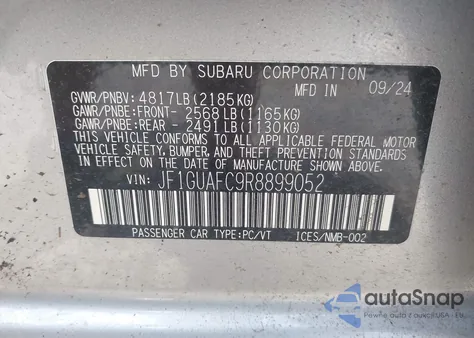 MFD BY SUBARU CORPORATION
MFD IN 09/24
GVWR/PNBV: 4817LB(2185KG)
GAWR/PNBE:FRONT- 2568LB(1165KG)
GAWR/PNBE:REAR - 2491LB(1130KG)
THIS VEHICLE CONFORMS TO ALL APPLICABLE FEDERAL MOTOR
VEHICLE SAFETY, BUMPER, AND THEFT PREVENTION STANDARDS
IN EFFECT ON THE DATE OF MANUFACTURE SHOWN ABOVE.
VIN: JF1GUAFC9R8899052
PASSENGER CAR TYPE:PC/VT ICES/NMB-002
autoSnap